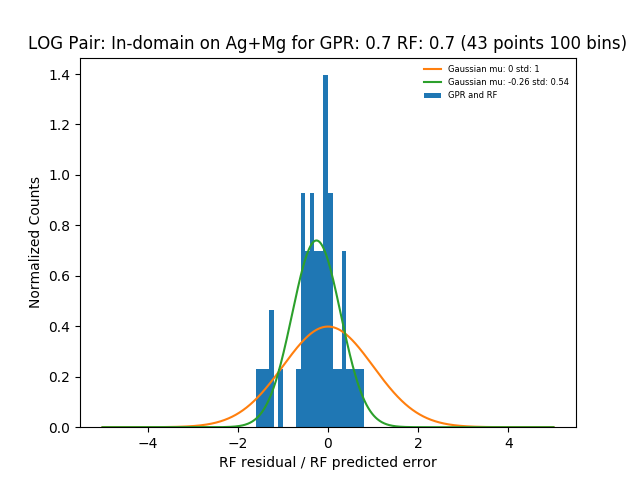 LOG Pair: In-domain on Ag+Mg for GPR: 0.7 RF: 0.7 (43 points 100 bins)
Gaussian mu: 0 std: 1
Gaussian mu: -0.26 std: 0.54
GPR and RF
Normalized Counts
1.4
1.2
1.0
0.8
0.6
0.4
0.2
0.0
−4
−2
0
2
4
RF residual / RF predicted error